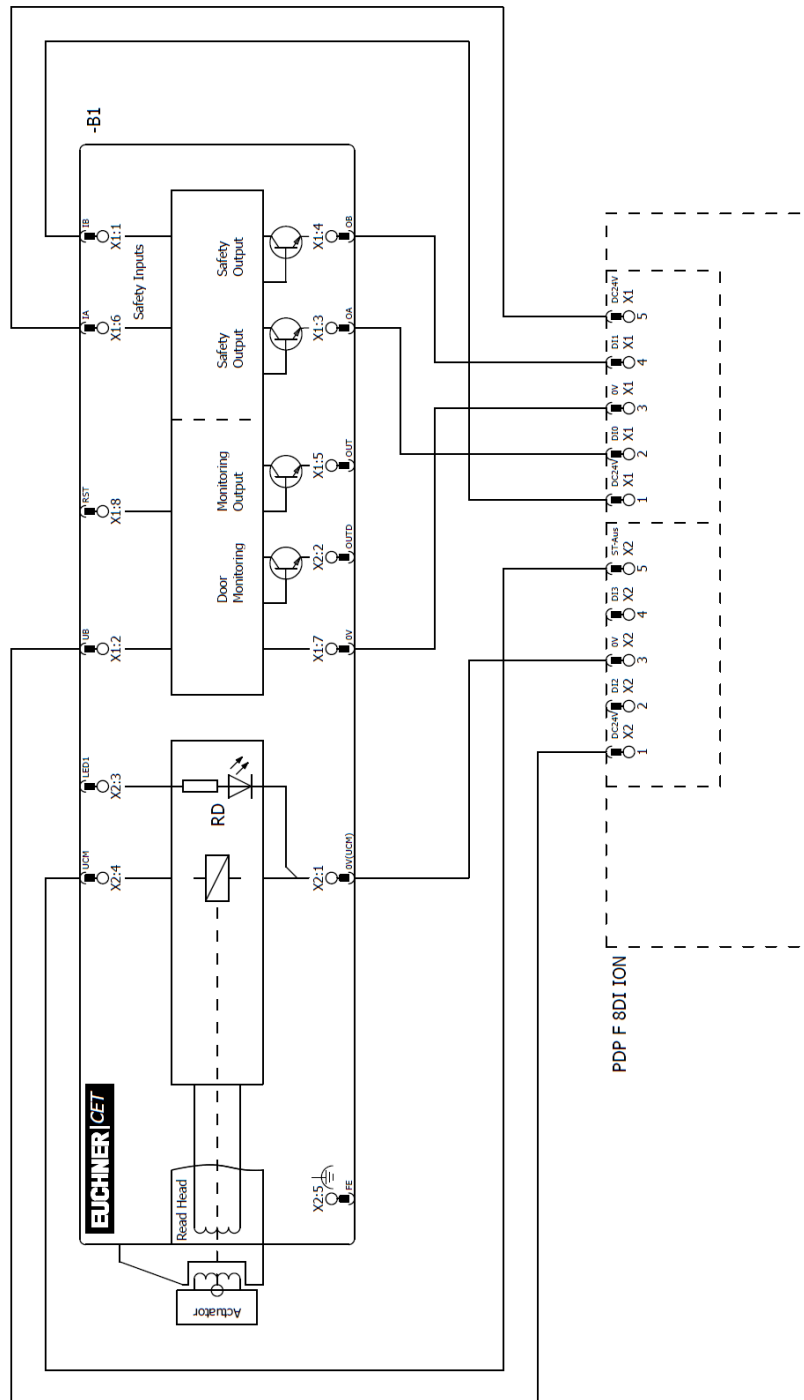 -B1
IB
X1:1
Safety Inputs
IA
X1:6
RST
X1:8
UB
X1:2
LED1
X2:3
UCM
X2:4
Safety
Output
X1:4
OB
Safety
Output
X1:3
OA
Monitoring
Output
X1:5
OUT
Door
Monitoring
X2:2
OUTD
X1:7
0V
RD
X2:1
0V(UCM)
EUCHNER CET
Read Head
X2:5
FE
Actuator
DC24V
X1
5
DI1
X1
4
0V
X1
3
DI0
X1
2
DC24V
X1
1
ST-Aus
X2
5
DI3
X2
4
0V
X2
3
DI2
X2
2
DC24V
X2
1
PDP F 8DI ION